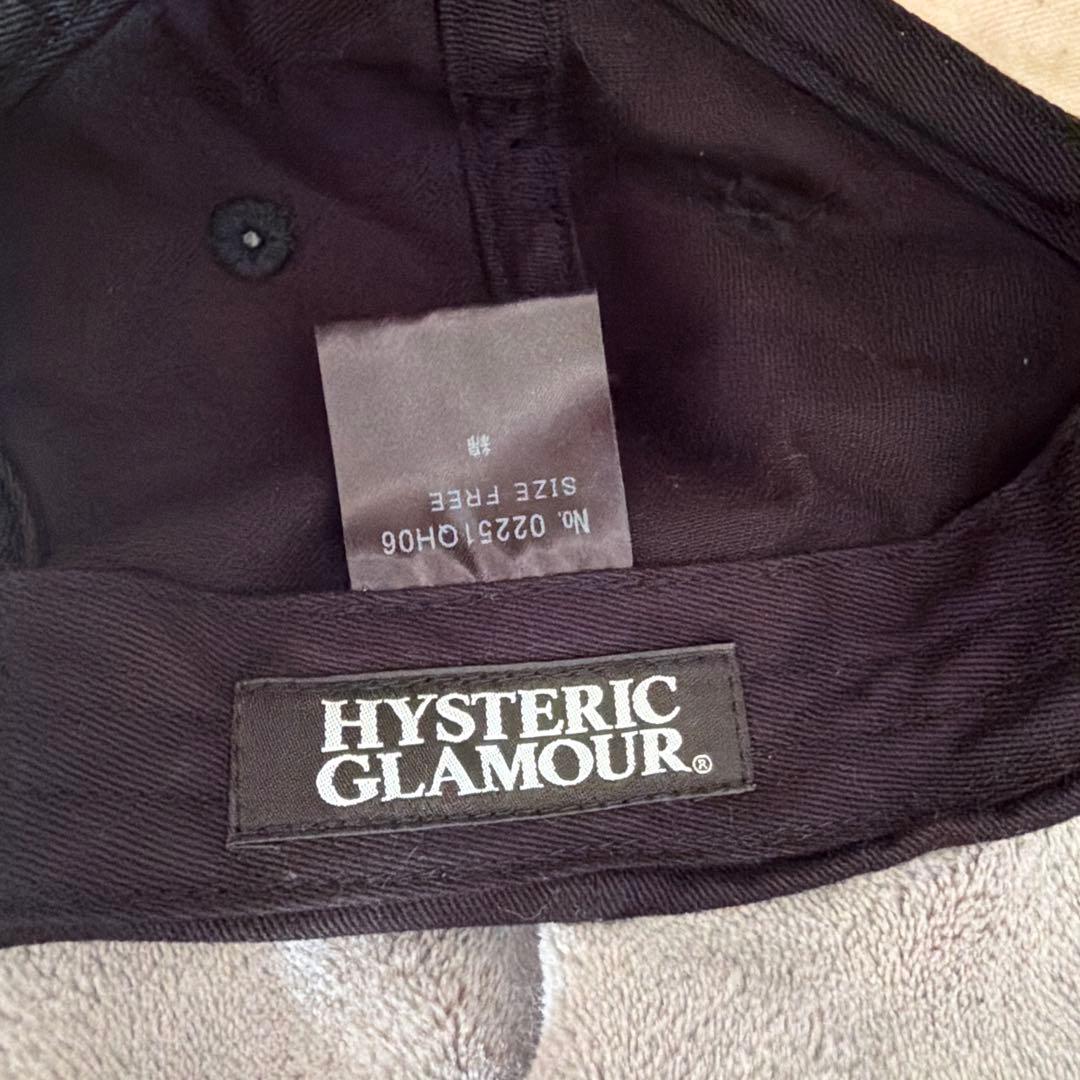 No. 02251QH06
SIZE FREE
綿
HYSTERIC
GLAMOUR®